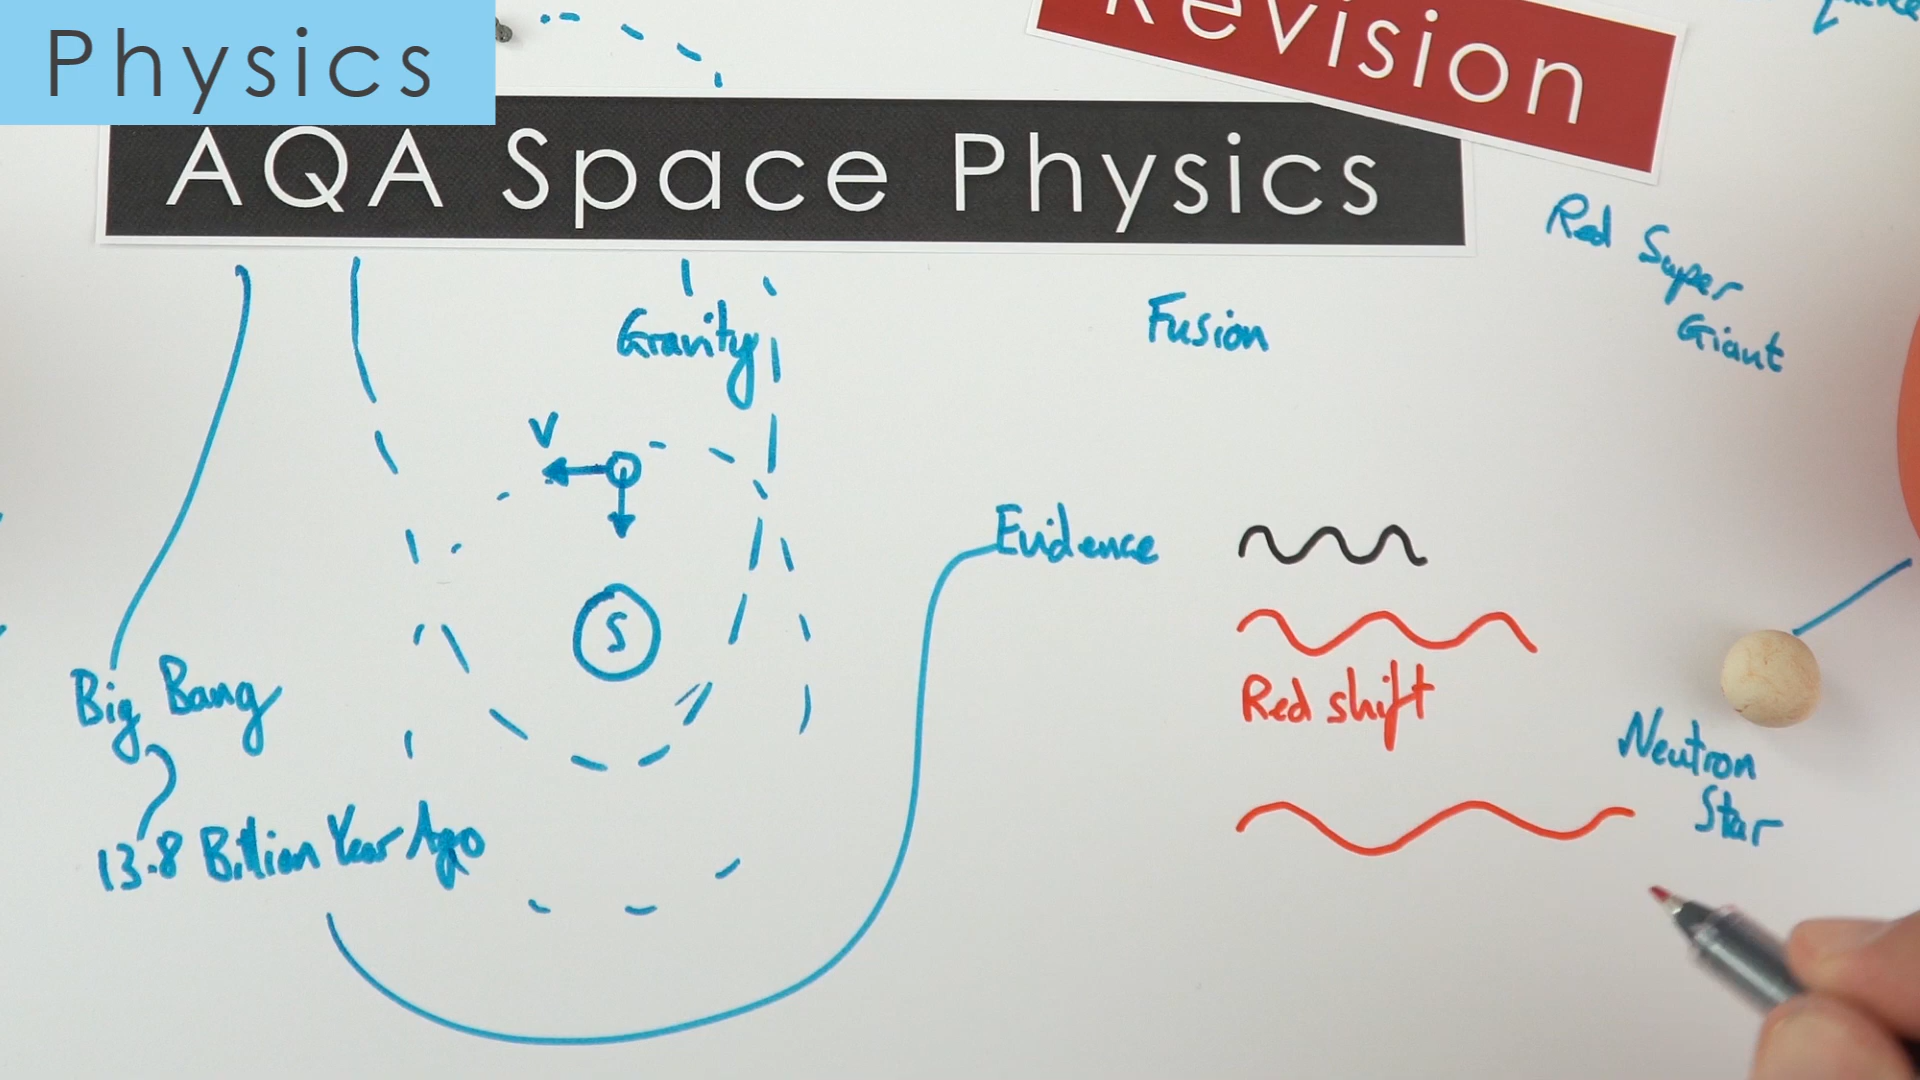 Physics
Revision
AQA Space Physics
Red Super
Giant
Gravity
Fusion
V
Evidence
S
Big Bang
Red shift
Neutron
Star
13.8 Billion Year Ago